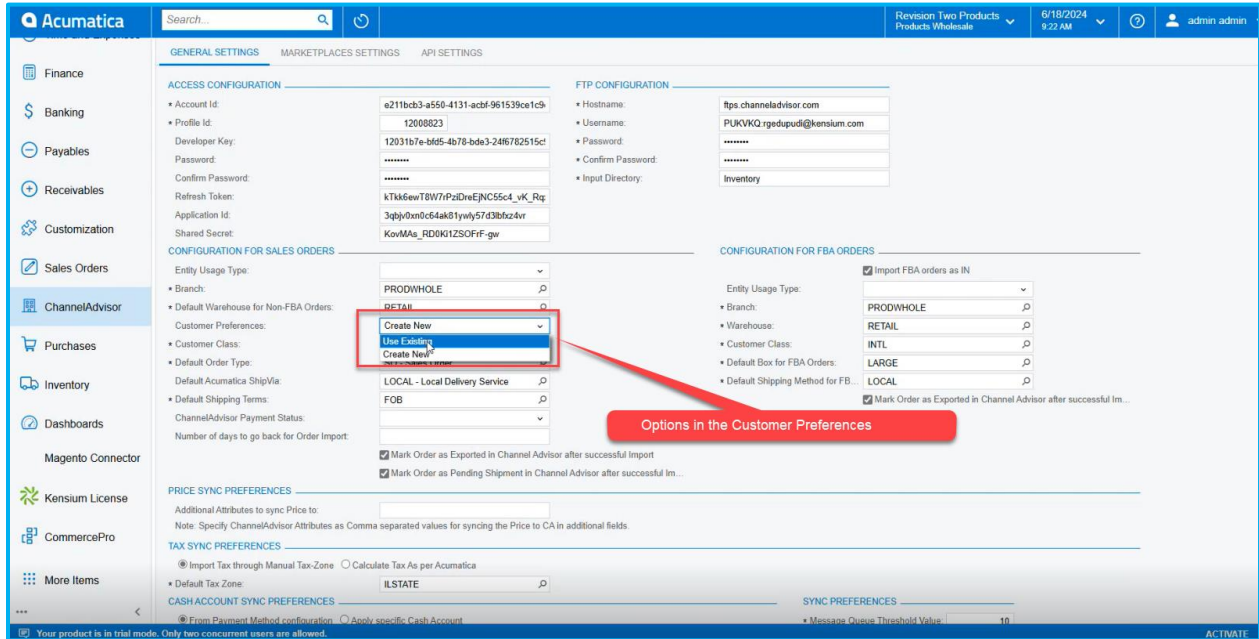 Acumatica
Search...
Revision Two Products
Products Wholesale
6/18/2024
9:22 AM
admin admin
Finance
Banking
Payables
Receivables
Customization
Sales Orders
ChannelAdvisor
Purchases
Inventory
Dashboards
Magento Connector
Kensium License
CommercePro
More Items
GENERAL SETTINGS MARKETPLACES SETTINGS API SETTINGS
ACCESS CONFIGURATION
* Account Id: e211bcb3-a550-4131-acbf-961539ce1c9
* Profile Id: 12008823
Developer Key: 12031b7e-bfd5-4b78-bde3-24f6782515c
Password: ••••••••
Confirm Password: ••••••••
Refresh Token: kTkk6ewT8W7rPziDreEjNC55c4_vK_Rq
Application Id: 3qbjv0xn0c64ak81ywly57d3lbfxz4vr
Shared Secret: KovMAs_RD0Ki1ZSOFrF-gw
FTP CONFIGURATION
* Hostname: ftps.channeladvisor.com
* Username: PUKVKQ:rgedupudi@kensium.com
* Password: ••••••••
* Confirm Password: ••••••••
* Input Directory: Inventory
CONFIGURATION FOR SALES ORDERS
Entity Usage Type:
* Branch: PRODWHOLE
* Default Warehouse for Non-FBA Orders: RETAIL
Customer Preferences: Create New
Use Existing
* Customer Class: Create New
* Default Order Type: SO - Sales Order
Default Acumatica ShipVia: LOCAL - Local Delivery Service
* Default Shipping Terms: FOB
ChannelAdvisor Payment Status:
Number of days to go back for Order Import:
Mark Order as Exported in Channel Advisor after successful Import
Mark Order as Pending Shipment in Channel Advisor after successful Im...
CONFIGURATION FOR FBA ORDERS
Import FBA orders as IN
Entity Usage Type:
* Branch: PRODWHOLE
* Warehouse: RETAIL
* Customer Class: INTL
* Default Box for FBA Orders: LARGE
* Default Shipping Method for FB... LOCAL
Mark Order as Exported in Channel Advisor after successful Im...
Options in the Customer Preferences
PRICE SYNC PREFERENCES
Additional Attributes to sync Price to:
Note: Specify ChannelAdvisor Attributes as Comma separated values for syncing the Price to CA in additional fields.
TAX SYNC PREFERENCES
Import Tax through Manual Tax-Zone Calculate Tax As per Acumatica
* Default Tax Zone: ILSTATE
CASH ACCOUNT SYNC PREFERENCES
From Payment Method configuration Apply specific Cash Account
SYNC PREFERENCES
* Message Queue Threshold Value: 10
Your product is in trial mode. Only two concurrent users are allowed.
ACTIVATE